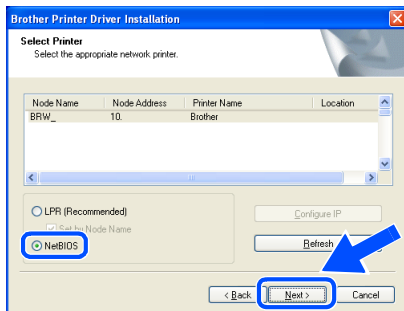 Brother Printer Driver Installation
Select Printer
Select the appropriate network printer.
Node Name Node Address Printer Name Location
BRW_ 10. Brother
LPR (Recommended)
Set by Node Name
Configure IP
NetBIOS
Refresh
< Back Next > Cancel